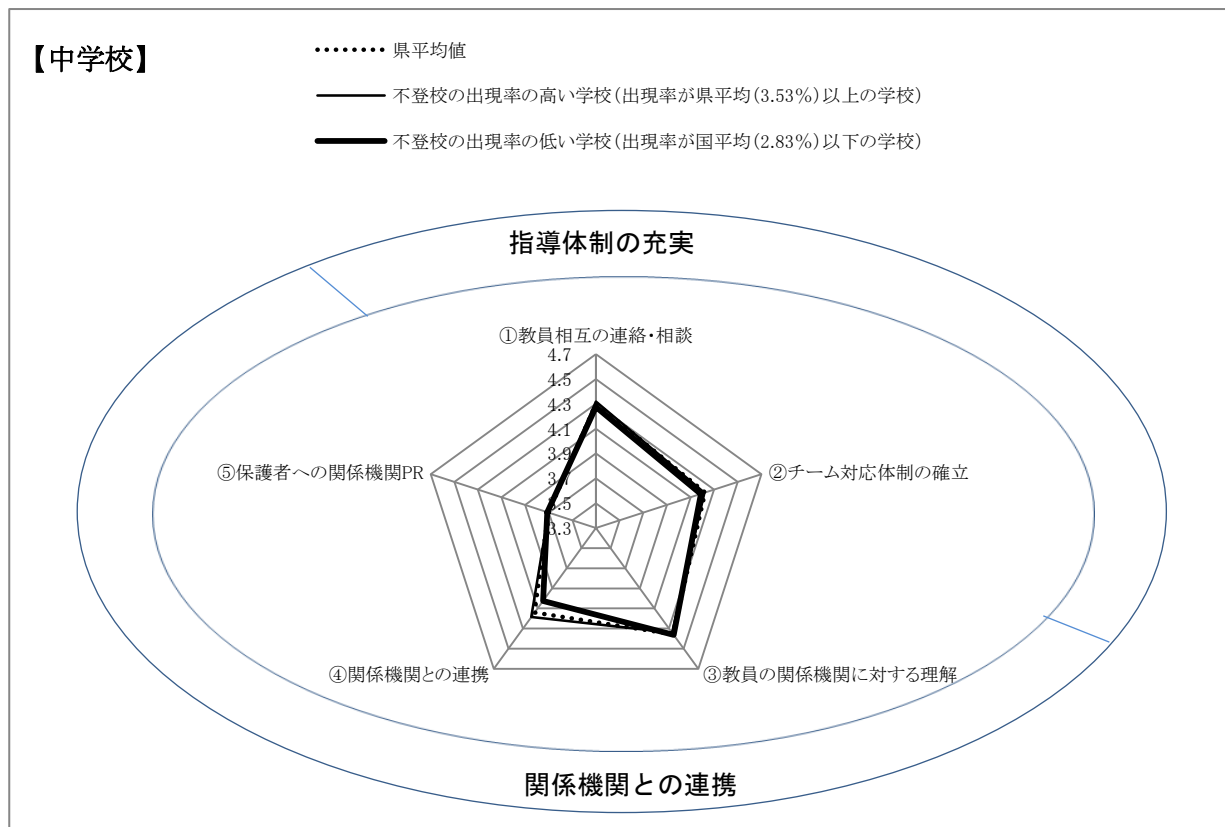 【中学校】
県平均値
不登校の出現率の高い学校(出現率が県平均(3.53%)以上の学校)
不登校の出現率の低い学校(出現率が国平均(2.83%)以下の学校)
指導体制の充実
①教員相互の連絡・相談
4.7
4.5
4.3
4.1
3.9
3.7
3.5
3.3
⑤保護者への関係機関PR
②チーム対応体制の確立
④関係機関との連携
③教員の関係機関に対する理解
関係機関との連携